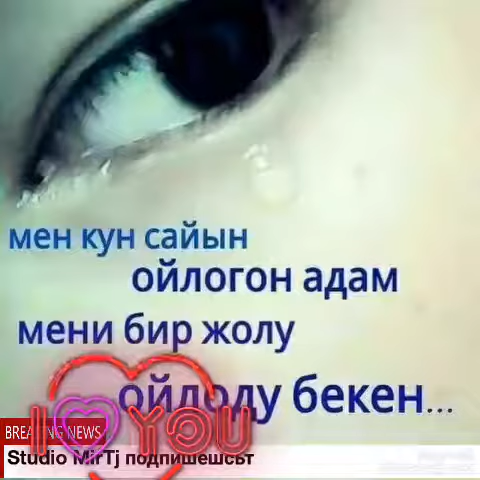 мен кун сайын
ойлогон адам
мени бир жолу
ойлоду бекен...
I YOU
BREAKING NEWS
Studio MirTj подпишешсьт